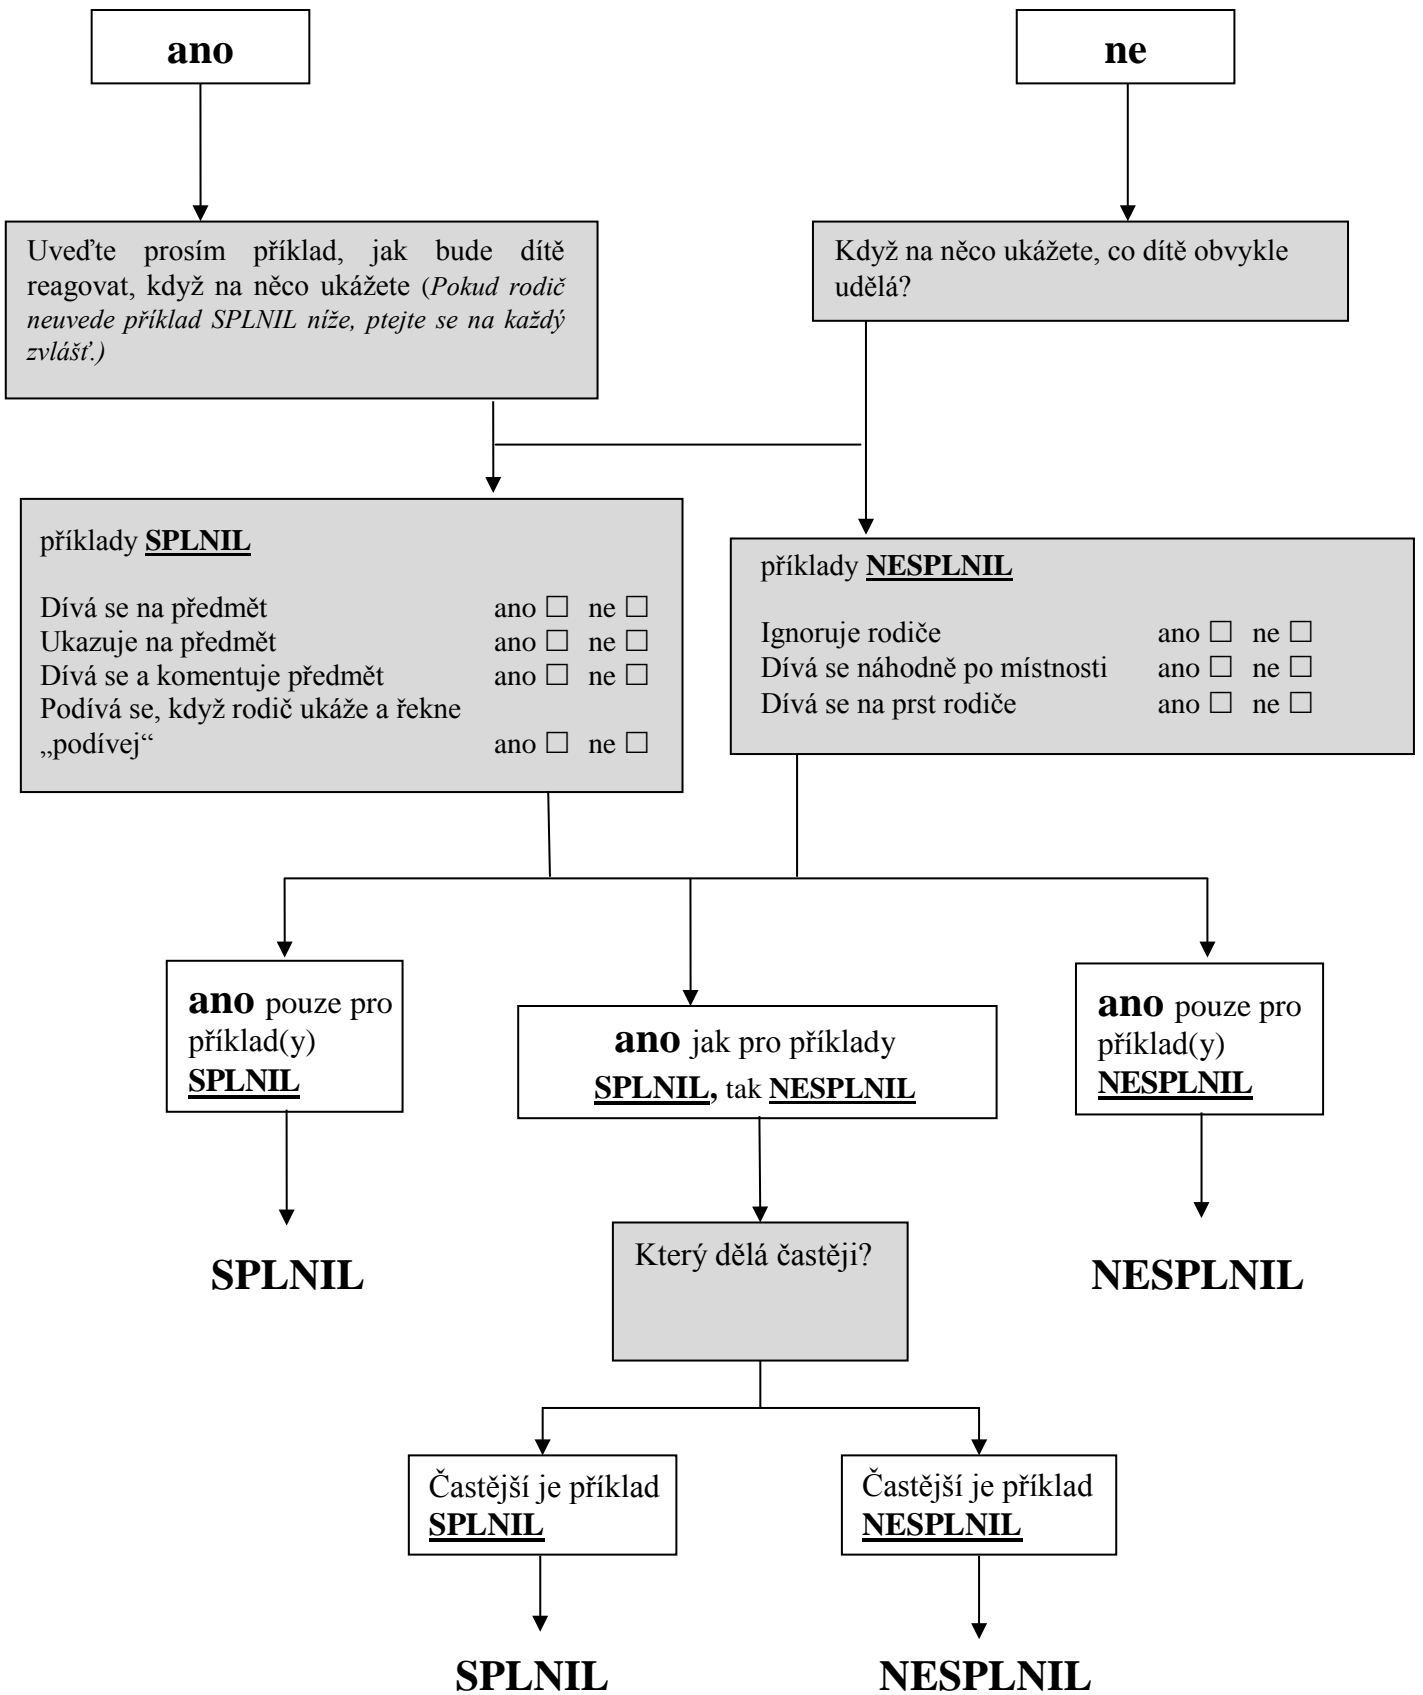 ano
ne
Uveďte prosím příklad, jak bude dítě
reagovat, když na něco ukážete (Pokud rodič
neuvede příklad SPLNIL níže, ptejte se na každý
zvlášť.)
Když na něco ukážete, co dítě obvykle
udělá?
příklady SPLNIL
Dívá se na předmět ano ☐ ne ☐
Ukazuje na předmět ano ☐ ne ☐
Dívá se a komentuje předmět ano ☐ ne ☐
Podívá se, když rodič ukáže a řekne
„podívej“ ano ☐ ne ☐
příklady NESPLNIL
Ignoruje rodiče ano ☐ ne ☐
Dívá se náhodně po místnosti ano ☐ ne ☐
Dívá se na prst rodiče ano ☐ ne ☐
ano pouze pro
příklad(y)
SPLNIL
ano jak pro příklady
SPLNIL, tak NESPLNIL
ano pouze pro
příklad(y)
NESPLNIL
SPLNIL
Který dělá častěji?
NESPLNIL
Častější je příklad
SPLNIL
Častější je příklad
NESPLNIL
SPLNIL
NESPLNIL